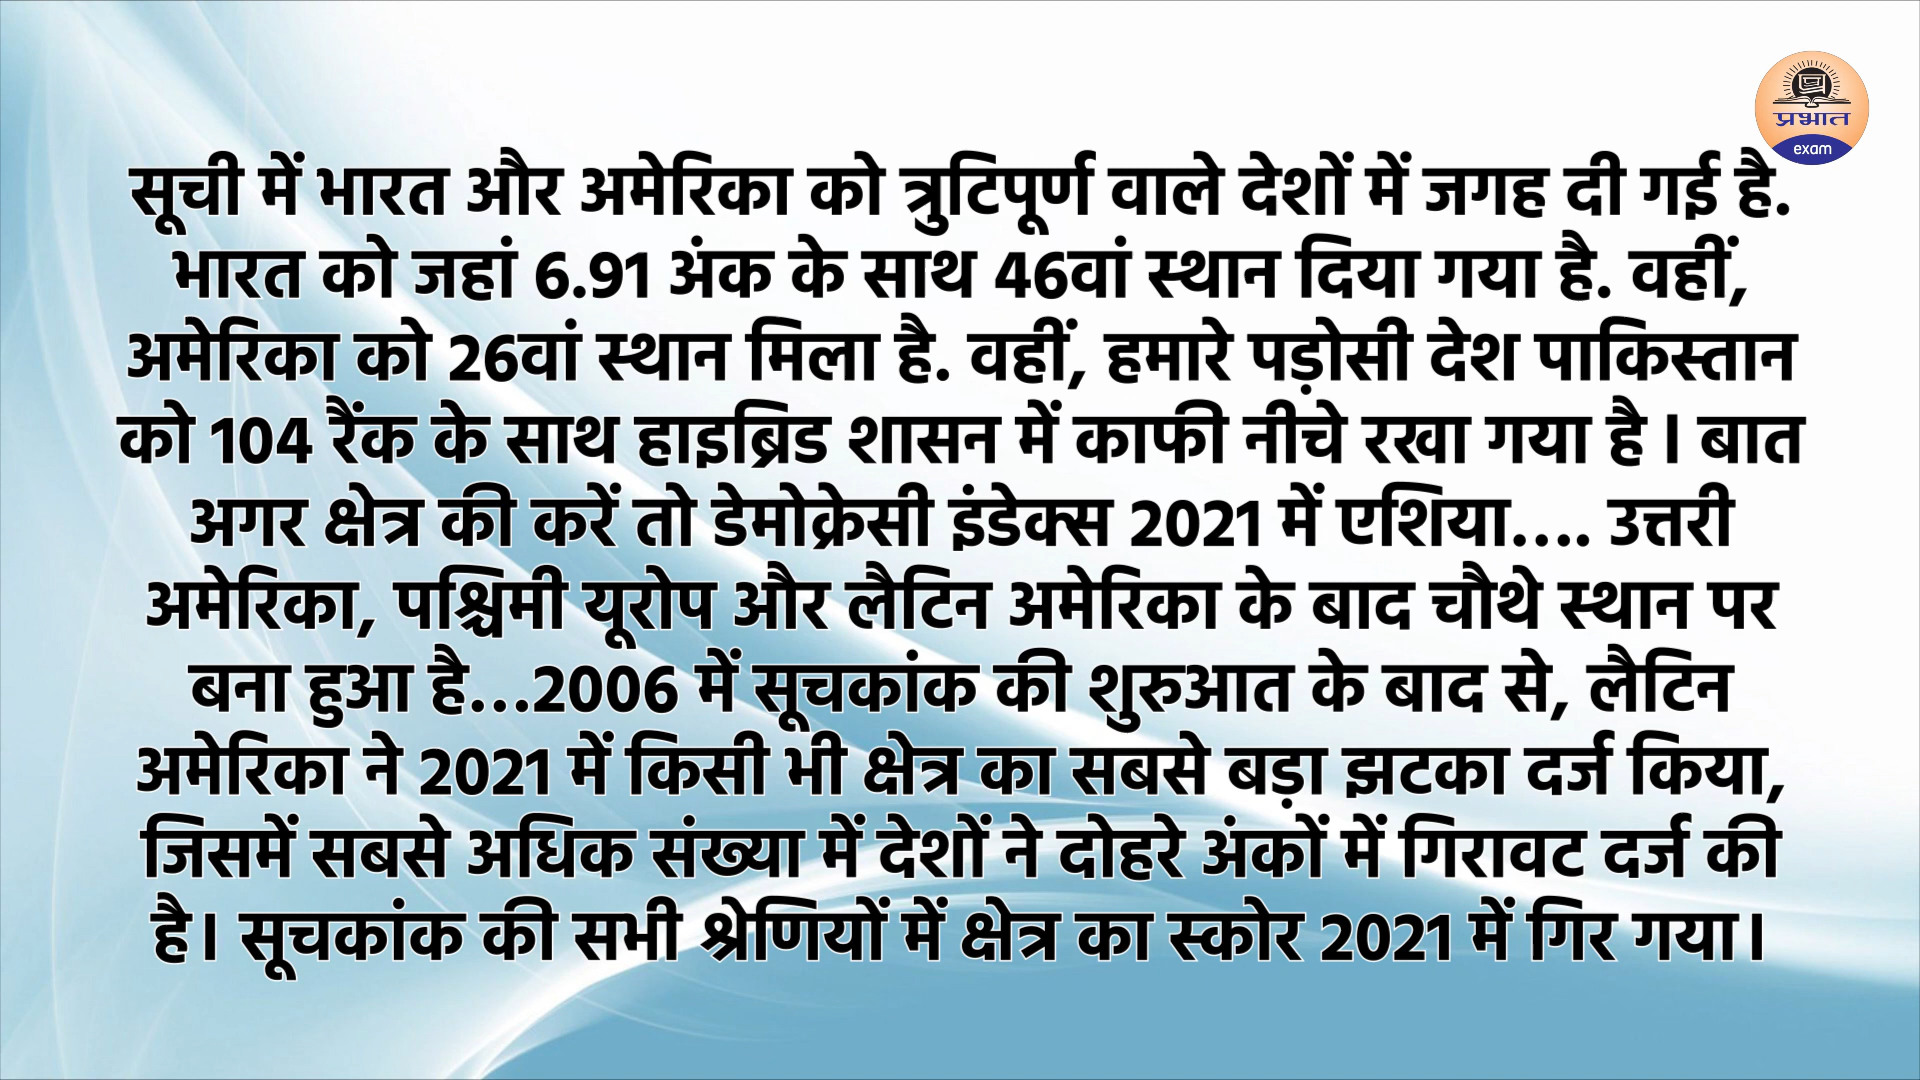 प्रभात
exam
सूची में भारत और अमेरिका को त्रुटिपूर्ण वाले देशों में जगह दी गई है.
भारत को जहां 6.91 अंक के साथ 46वां स्थान दिया गया है. वहीं,
अमेरिका को 26वां स्थान मिला है. वहीं, हमारे पड़ोसी देश पाकिस्तान
को 104 रैंक के साथ हाइब्रिड शासन में काफी नीचे रखा गया है । बात
अगर क्षेत्र की करें तो डेमोक्रेसी इंडेक्स 2021 में एशिया.... उत्तरी
अमेरिका, पश्चिमी यूरोप और लैटिन अमेरिका के बाद चौथे स्थान पर
बना हुआ है...2006 में सूचकांक की शुरुआत के बाद से, लैटिन
अमेरिका ने 2021 में किसी भी क्षेत्र का सबसे बड़ा झटका दर्ज किया,
जिसमें सबसे अधिक संख्या में देशों ने दोहरे अंकों में गिरावट दर्ज की
है। सूचकांक की सभी श्रेणियों में क्षेत्र का स्कोर 2021 में गिर गया।